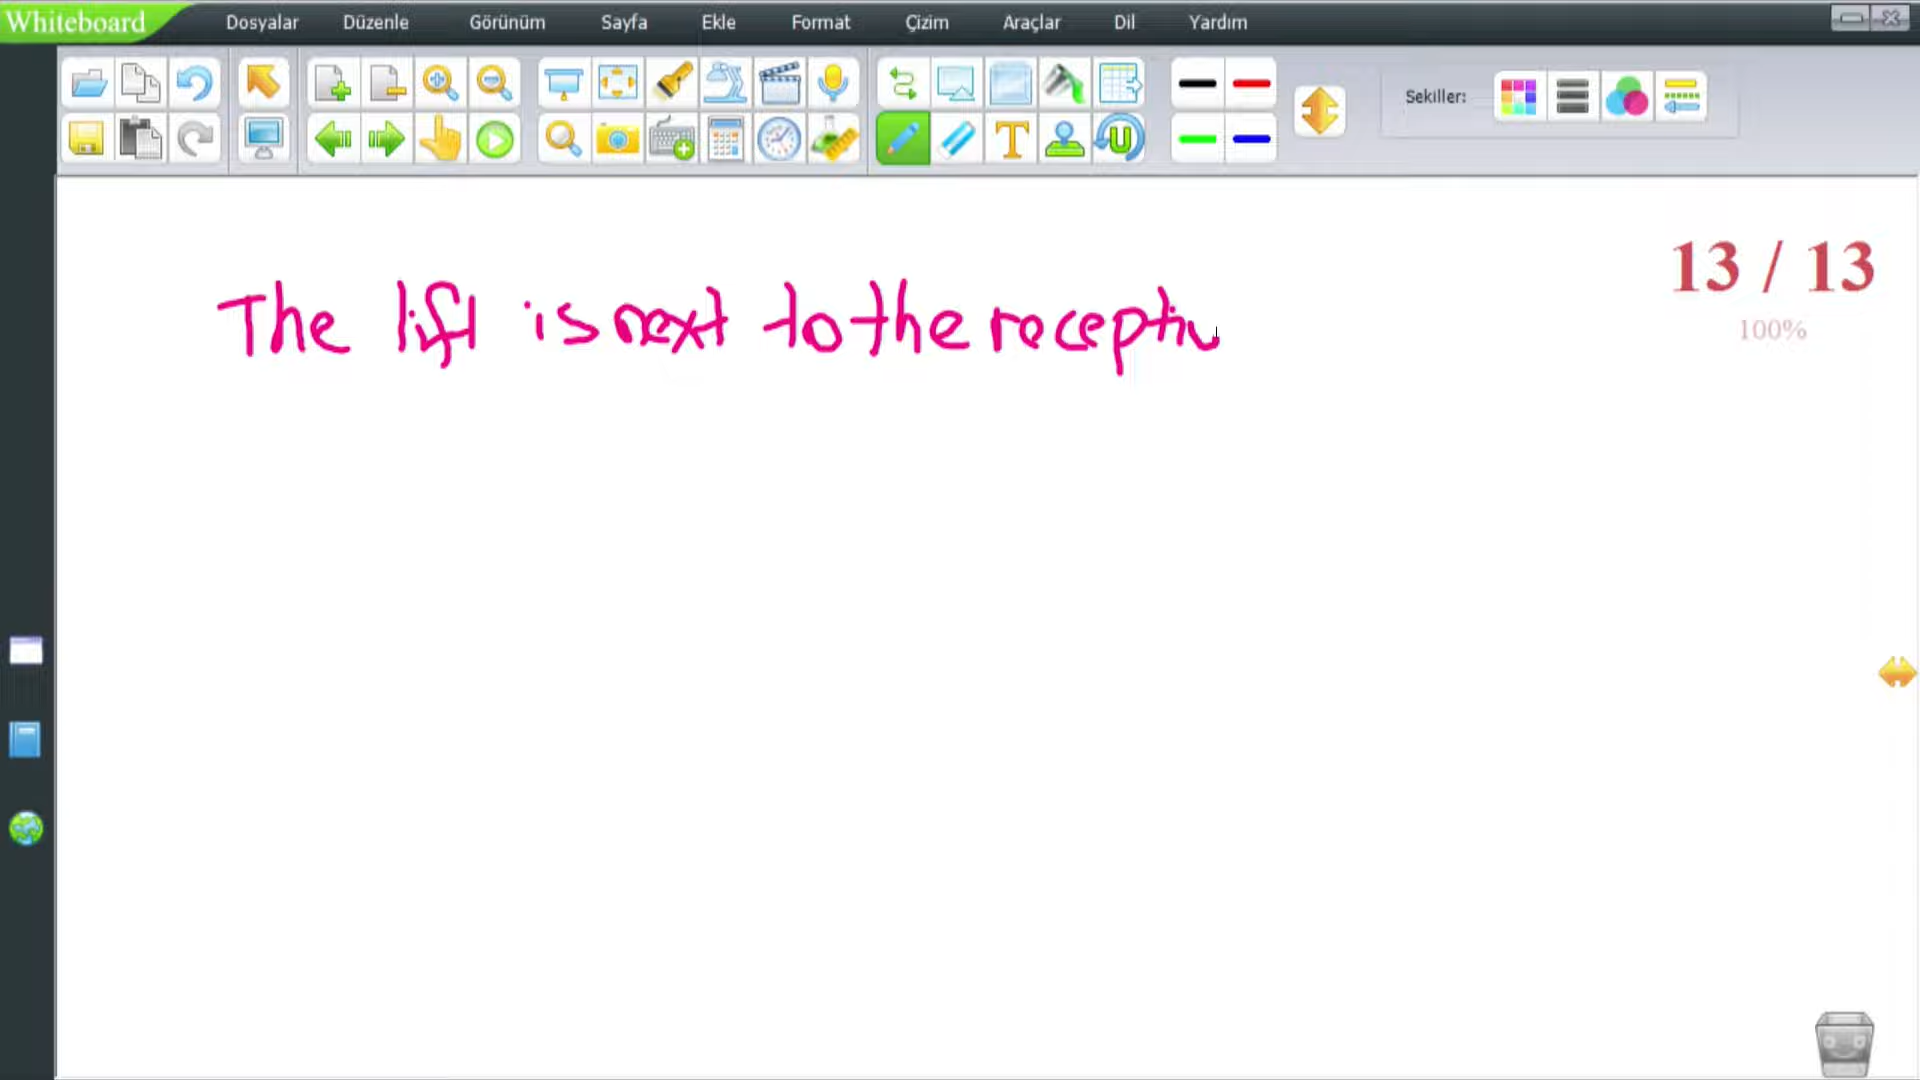 Whiteboard Dosyalar Düzenle Görünüm Sayfa Ekle Format Çizim Araçlar Dil Yardım
Sekiller:
13 / 13
100%
The lift is next to the receptiv